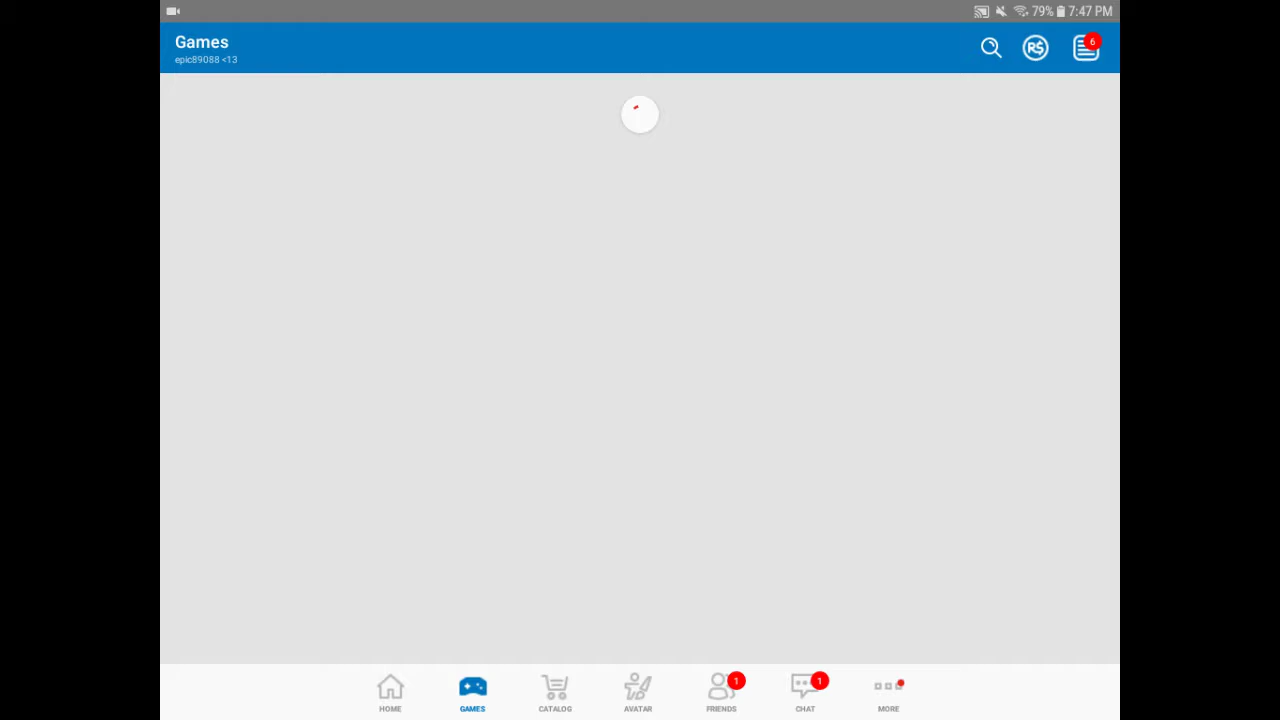 79% 7:47 PM
Games
epic89088 <13
R$
6
1
1
HOME
GAMES
CATALOG
AVATAR
FRIENDS
CHAT
MORE